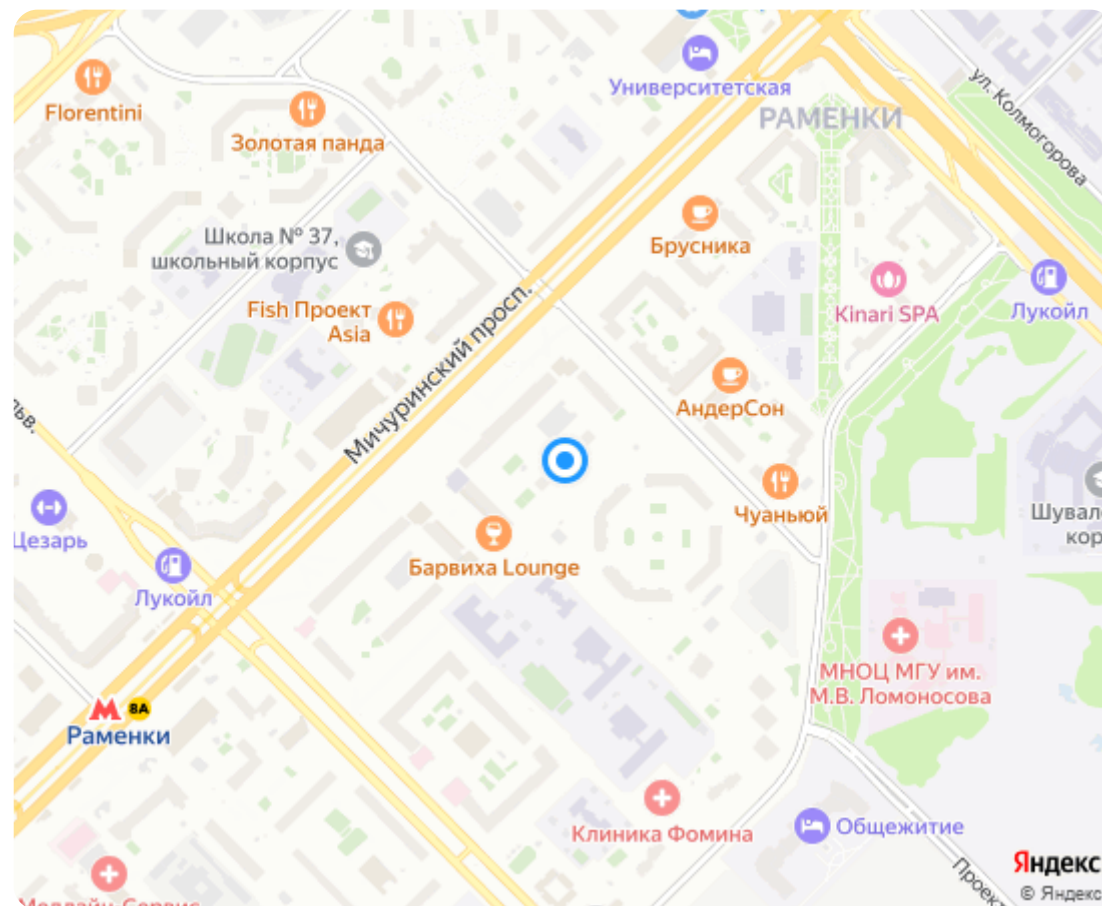 Университетская
Florentini
Золотая панда
РАМЕНКИ
ул. Колмогорова
Школа № 37,
школьный корпус
Брусника
Fish Проект
Asia
Мичуринский просп.
Kinari SPA
Лукойл
АндерСон
Цезарь
Чуаньюй
Барвиха Lounge
Лукойл
МНОЦ МГУ им.
М.В. Ломоносова
8А
Раменки
Клиника Фомина
Общежитие
Яндекс
© Яндекс